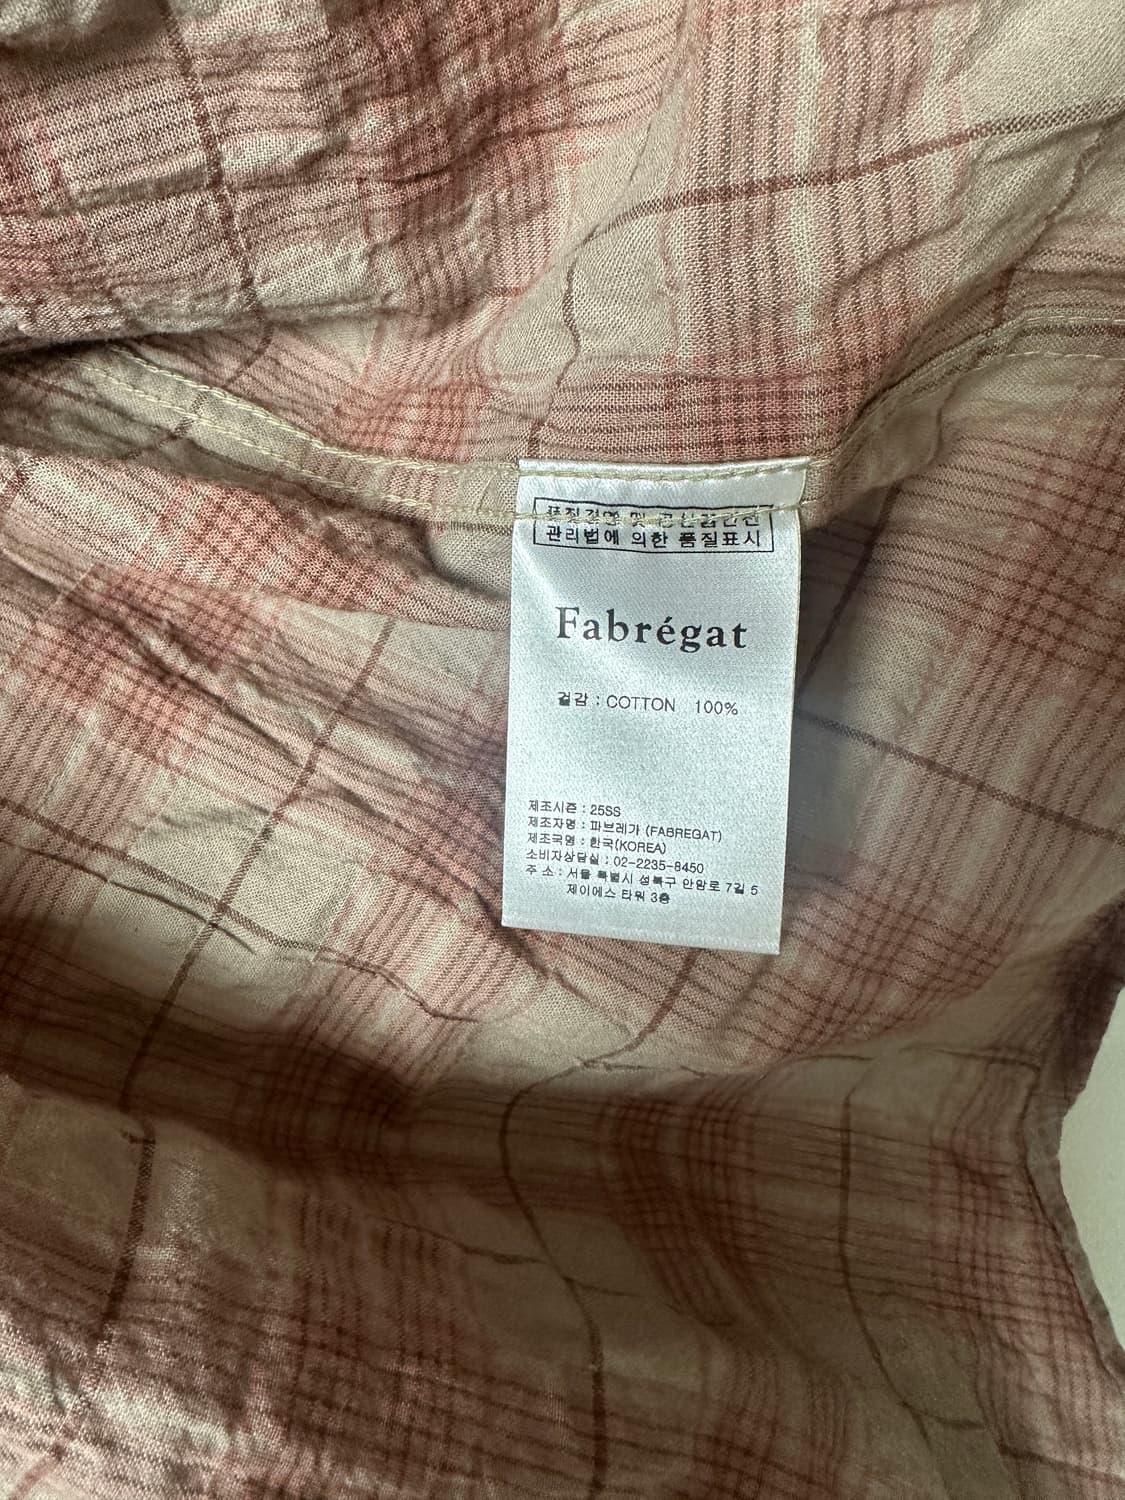 품질경영 및 공산품안전
관리법에 의한 품질표시
Fabrégat
겉감 : COTTON 100%
제조시즌 : 25SS
제조자명 : 파브레가 (FABREGAT)
제조국명 : 한국(KOREA)
소비자상담실 : 02-2235-8450
주 소 : 서울 특별시 성북구 안암로 7길 5
제이에스 타워 3층